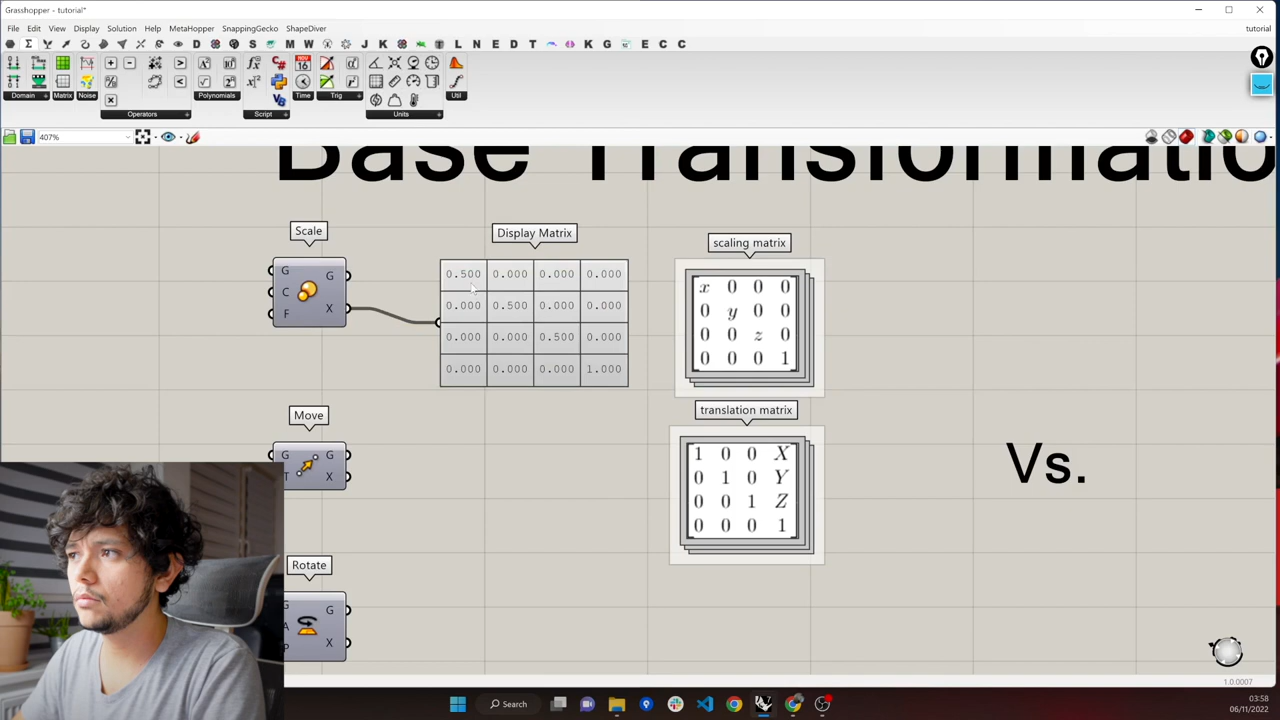 Grasshopper - tutorial*
File Edit View Display Solution Help MetaHopper SnappingGecko ShapeDiver
tutorial
Domain Matrix Noise Operators Polynomials Script Time Trig Units Util
407%
Base Transformatio
Scale
Display Matrix
scaling matrix
G G
C
F X
0.500 0.000 0.000 0.000
0.000 0.500 0.000 0.000
0.000 0.000 0.500 0.000
0.000 0.000 0.000 1.000
x 0 0 0
0 y 0 0
0 0 z 0
0 0 0 1
Move
translation matrix
G G
T X
1 0 0 X
0 1 0 Y
0 0 1 Z
0 0 0 1
Vs.
Rotate
G G
A
P X
1.0.0007
Search
03:58
06/11/2022